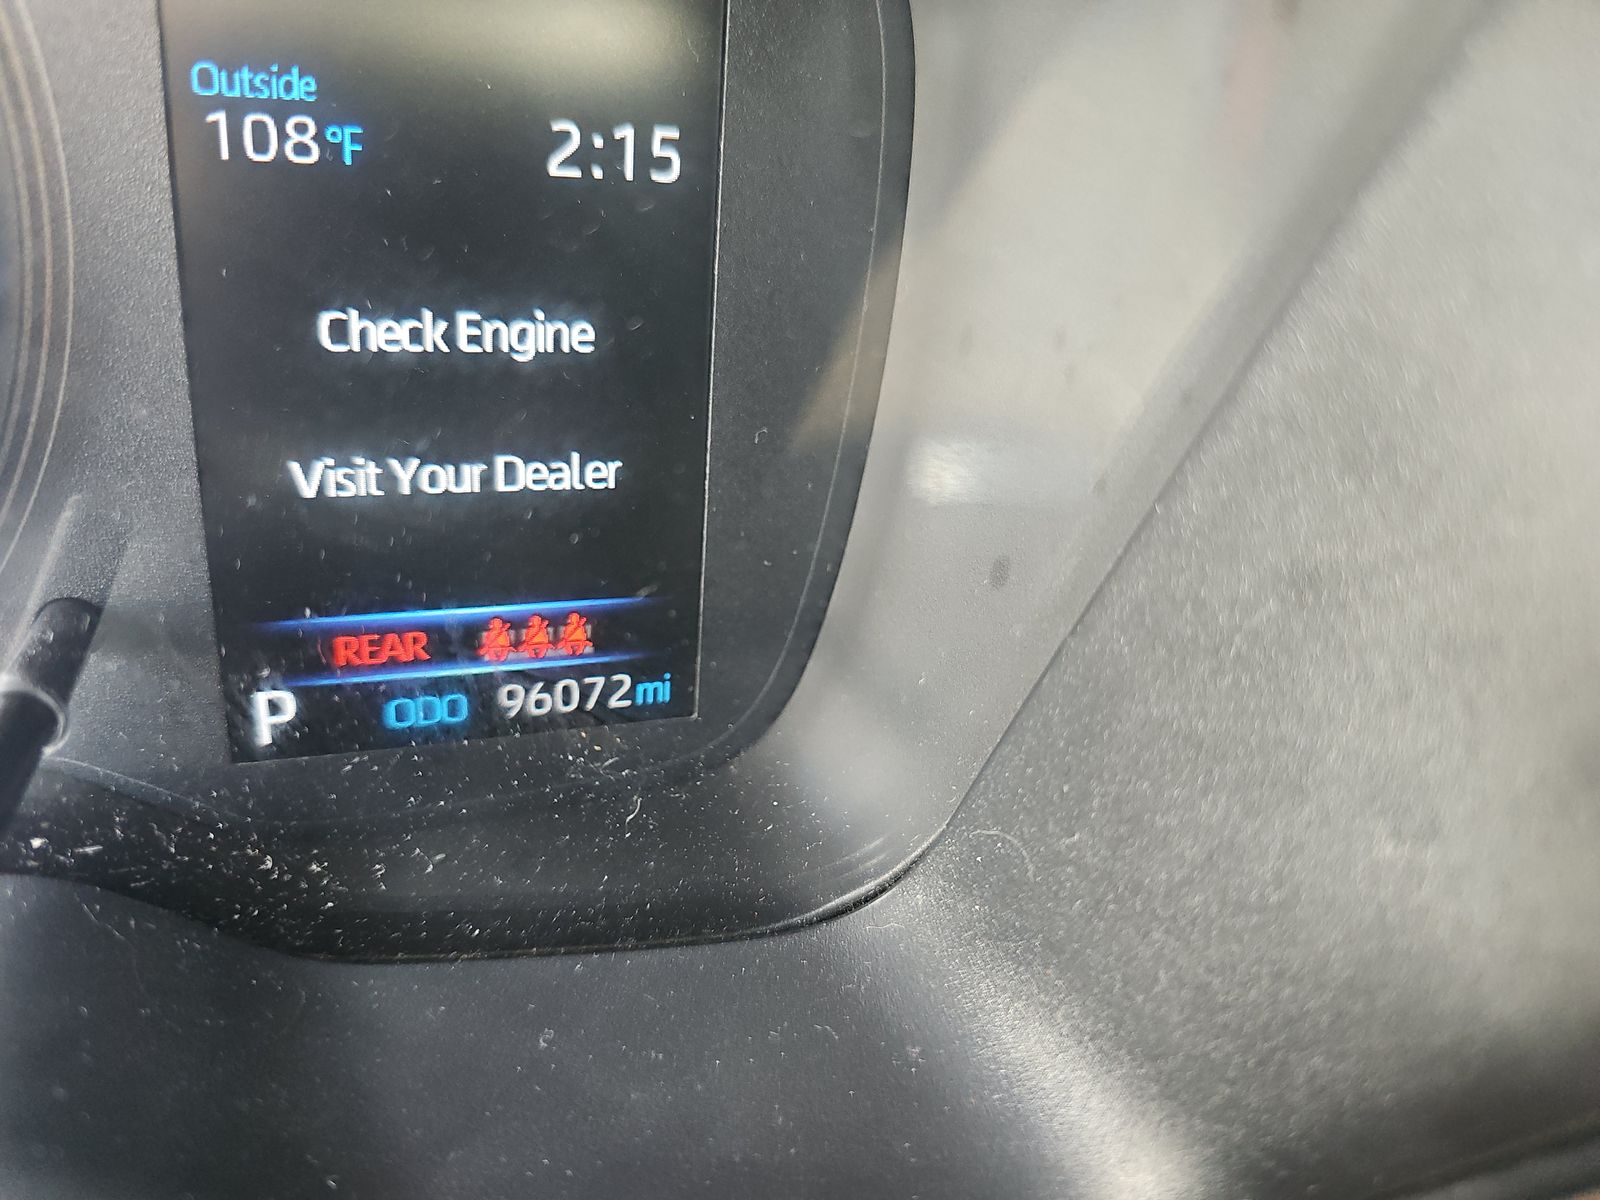 Outside
108°F 2:15
Check Engine
Visit Your Dealer
REAR
P ODO 96072mi